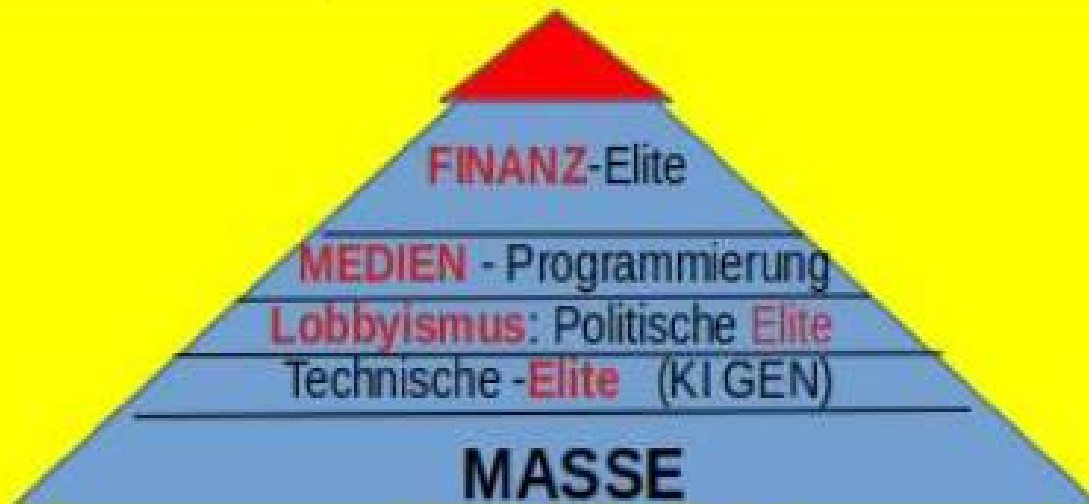 FINANZ-Elite
MEDIEN - Programmierung
Lobbyismus: Politische Elite
Technische -Elite (KI GEN)
MASSE